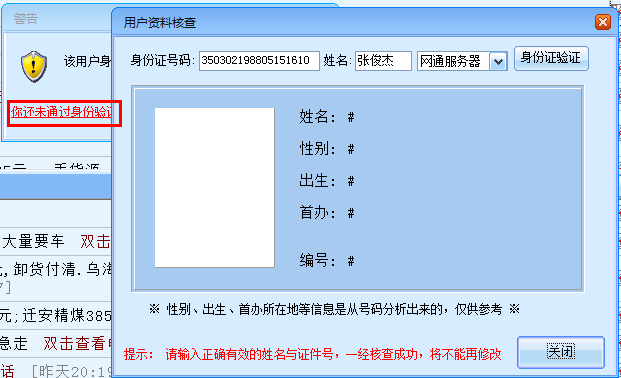 警告
该用户身
你还未通过身份验证
用户资料核查
身份证号码: 350302198805151610 姓名: 张俊杰 网通服务器 身份证验证
姓名: #
性别: #
出生: #
首办: #
编号: #
※ 性别、出生、首办所在地等信息是从号码分析出来的，仅供参考 ※
提示: 请输入正确有效的姓名与证件号，一经核查成功，将不能再修改
关闭
5元
手货源
大量要车 双击
,卸货付清.乌海
7]
元;迁安精煤385
急走 双击查看
话 [昨天20:19